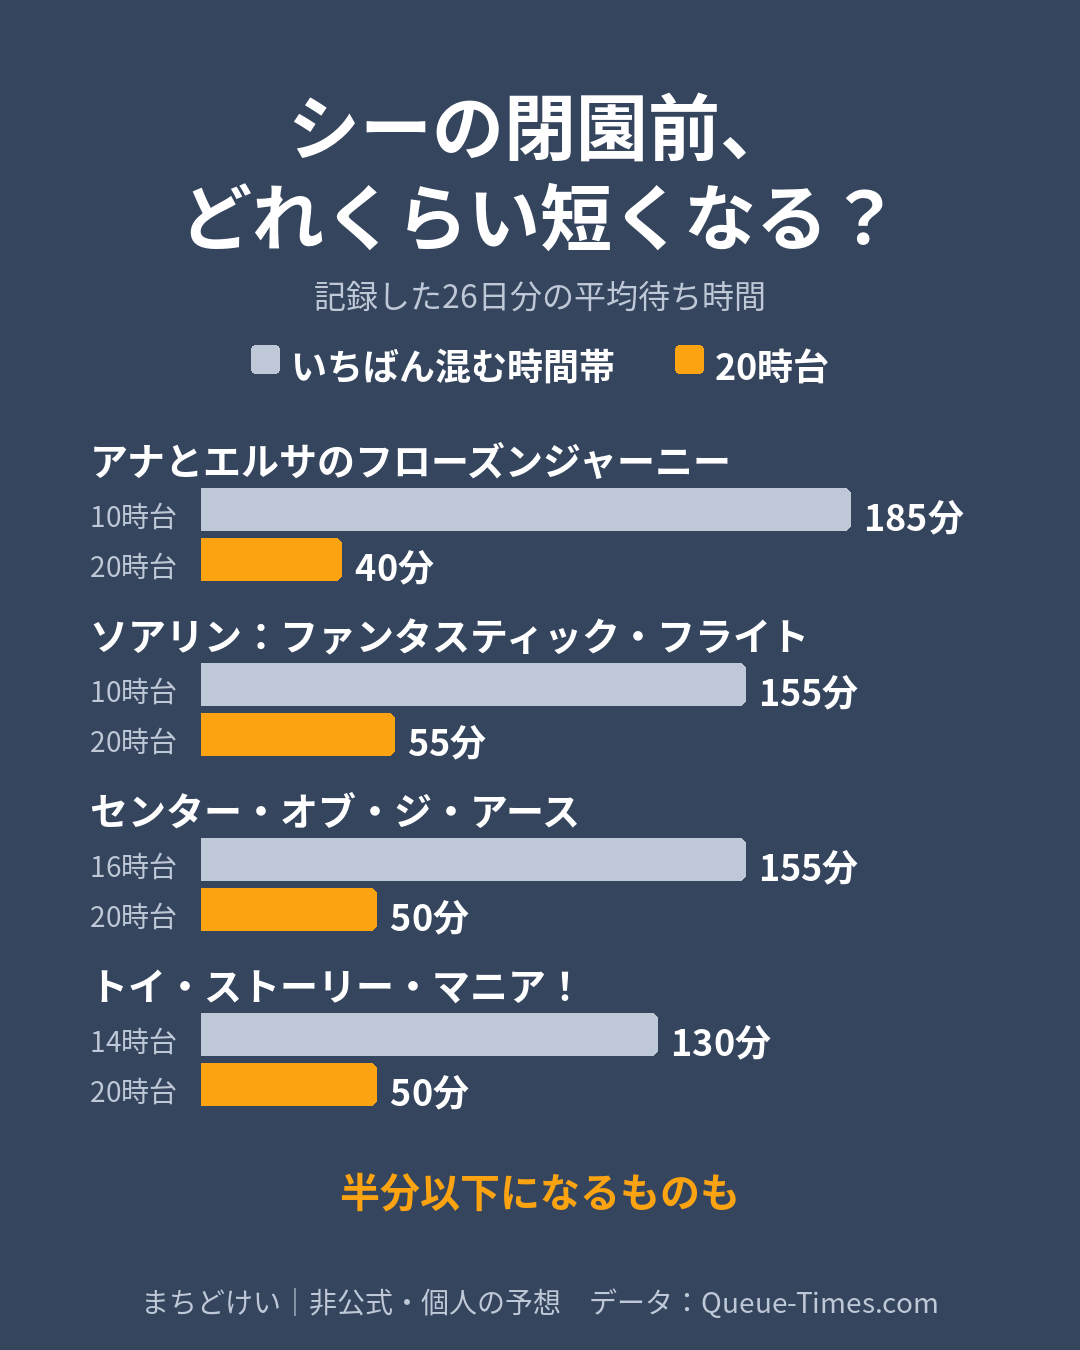 シーの閉園前、
どれくらい短くなる？
記録した26日分の平均待ち時間
いちばん混む時間帯 20時台
アナとエルサのフローズンジャーニー
10時台 185分
20時台 40分
ソアリン：ファンタスティック・フライト
10時台 155分
20時台 55分
センター・オブ・ジ・アース
16時台 155分
20時台 50分
トイ・ストーリー・マニア！
14時台 130分
20時台 50分
半分以下になるものも
まちどけい｜非公式・個人の予想　データ：Queue-Times.com